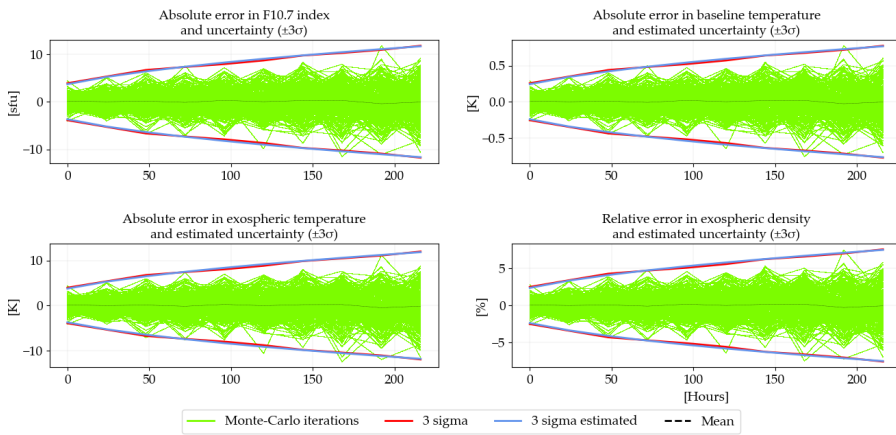 Absolute error in F10.7 index
and uncertainty (±3σ)
10
0
−10
[sfu]
0
50
100
150
200
Absolute error in baseline temperature
and estimated uncertainty (±3σ)
0.5
0.0
−0.5
[K]
0
50
100
150
200
Absolute error in exospheric temperature
and estimated uncertainty (±3σ)
10
0
−10
[K]
0
50
100
150
200
Relative error in exospheric density
and estimated uncertainty (±3σ)
5
0
−5
[%]
0
50
100
150
200
[Hours]
Monte-Carlo iterations
3 sigma
3 sigma estimated
Mean